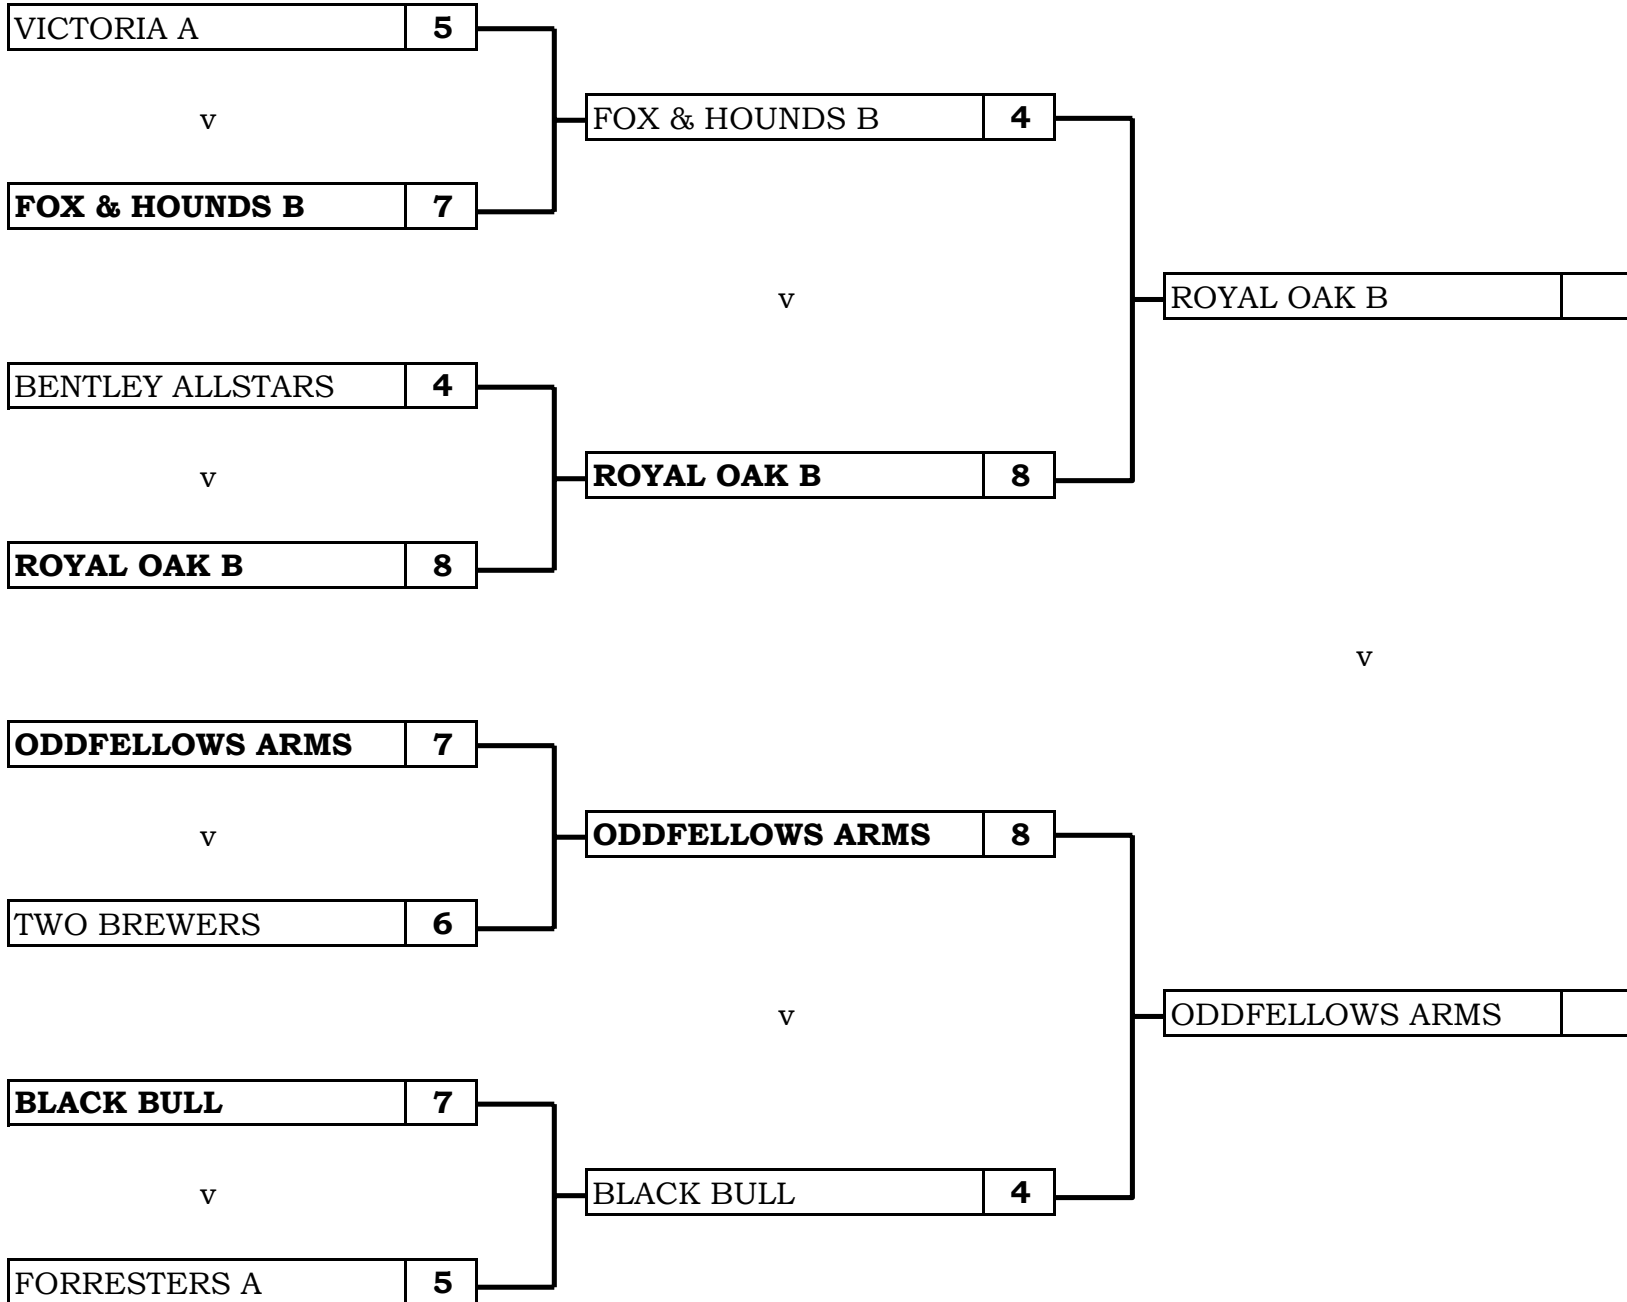 VICTORIA A 5
v
FOX & HOUNDS B 4
FOX & HOUNDS B 7
v
ROYAL OAK B
BENTLEY ALLSTARS 4
v
ROYAL OAK B 8
ROYAL OAK B 8
v
ODDFELLOWS ARMS 7
v
ODDFELLOWS ARMS 8
TWO BREWERS 6
v
ODDFELLOWS ARMS
BLACK BULL 7
v
BLACK BULL 4
FORRESTERS A 5